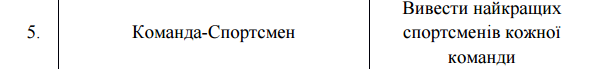 Вивести найкращих
5. Команда-Спортсмен спортсменів кожної
команди